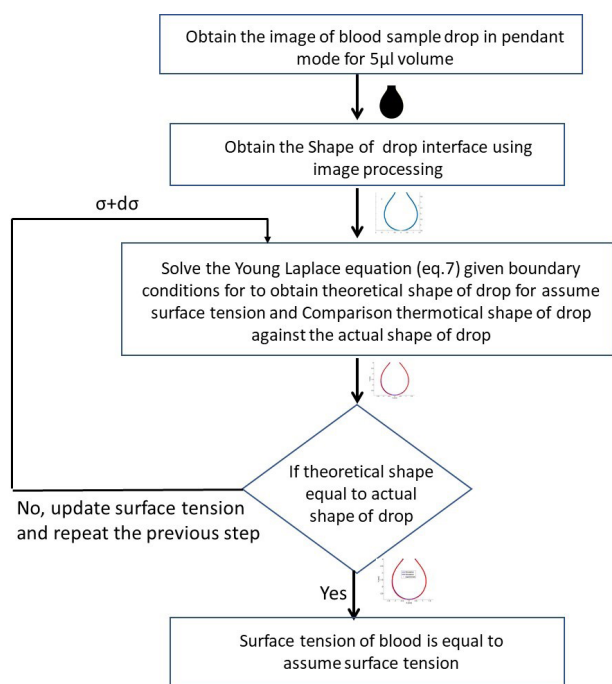 Obtain the image of blood sample drop in pendant
mode for 5μl volume
Obtain the Shape of drop interface using
image processing
σ+dσ
Solve the Young Laplace equation (eq.7) given boundary
conditions for to obtain theoretical shape of drop for assume
surface tension and Comparison thermotical shape of drop
against the actual shape of drop
If theoretical shape
equal to actual
shape of drop
No, update surface tension
and repeat the previous step
Yes
Surface tension of blood is equal to
assume surface tension